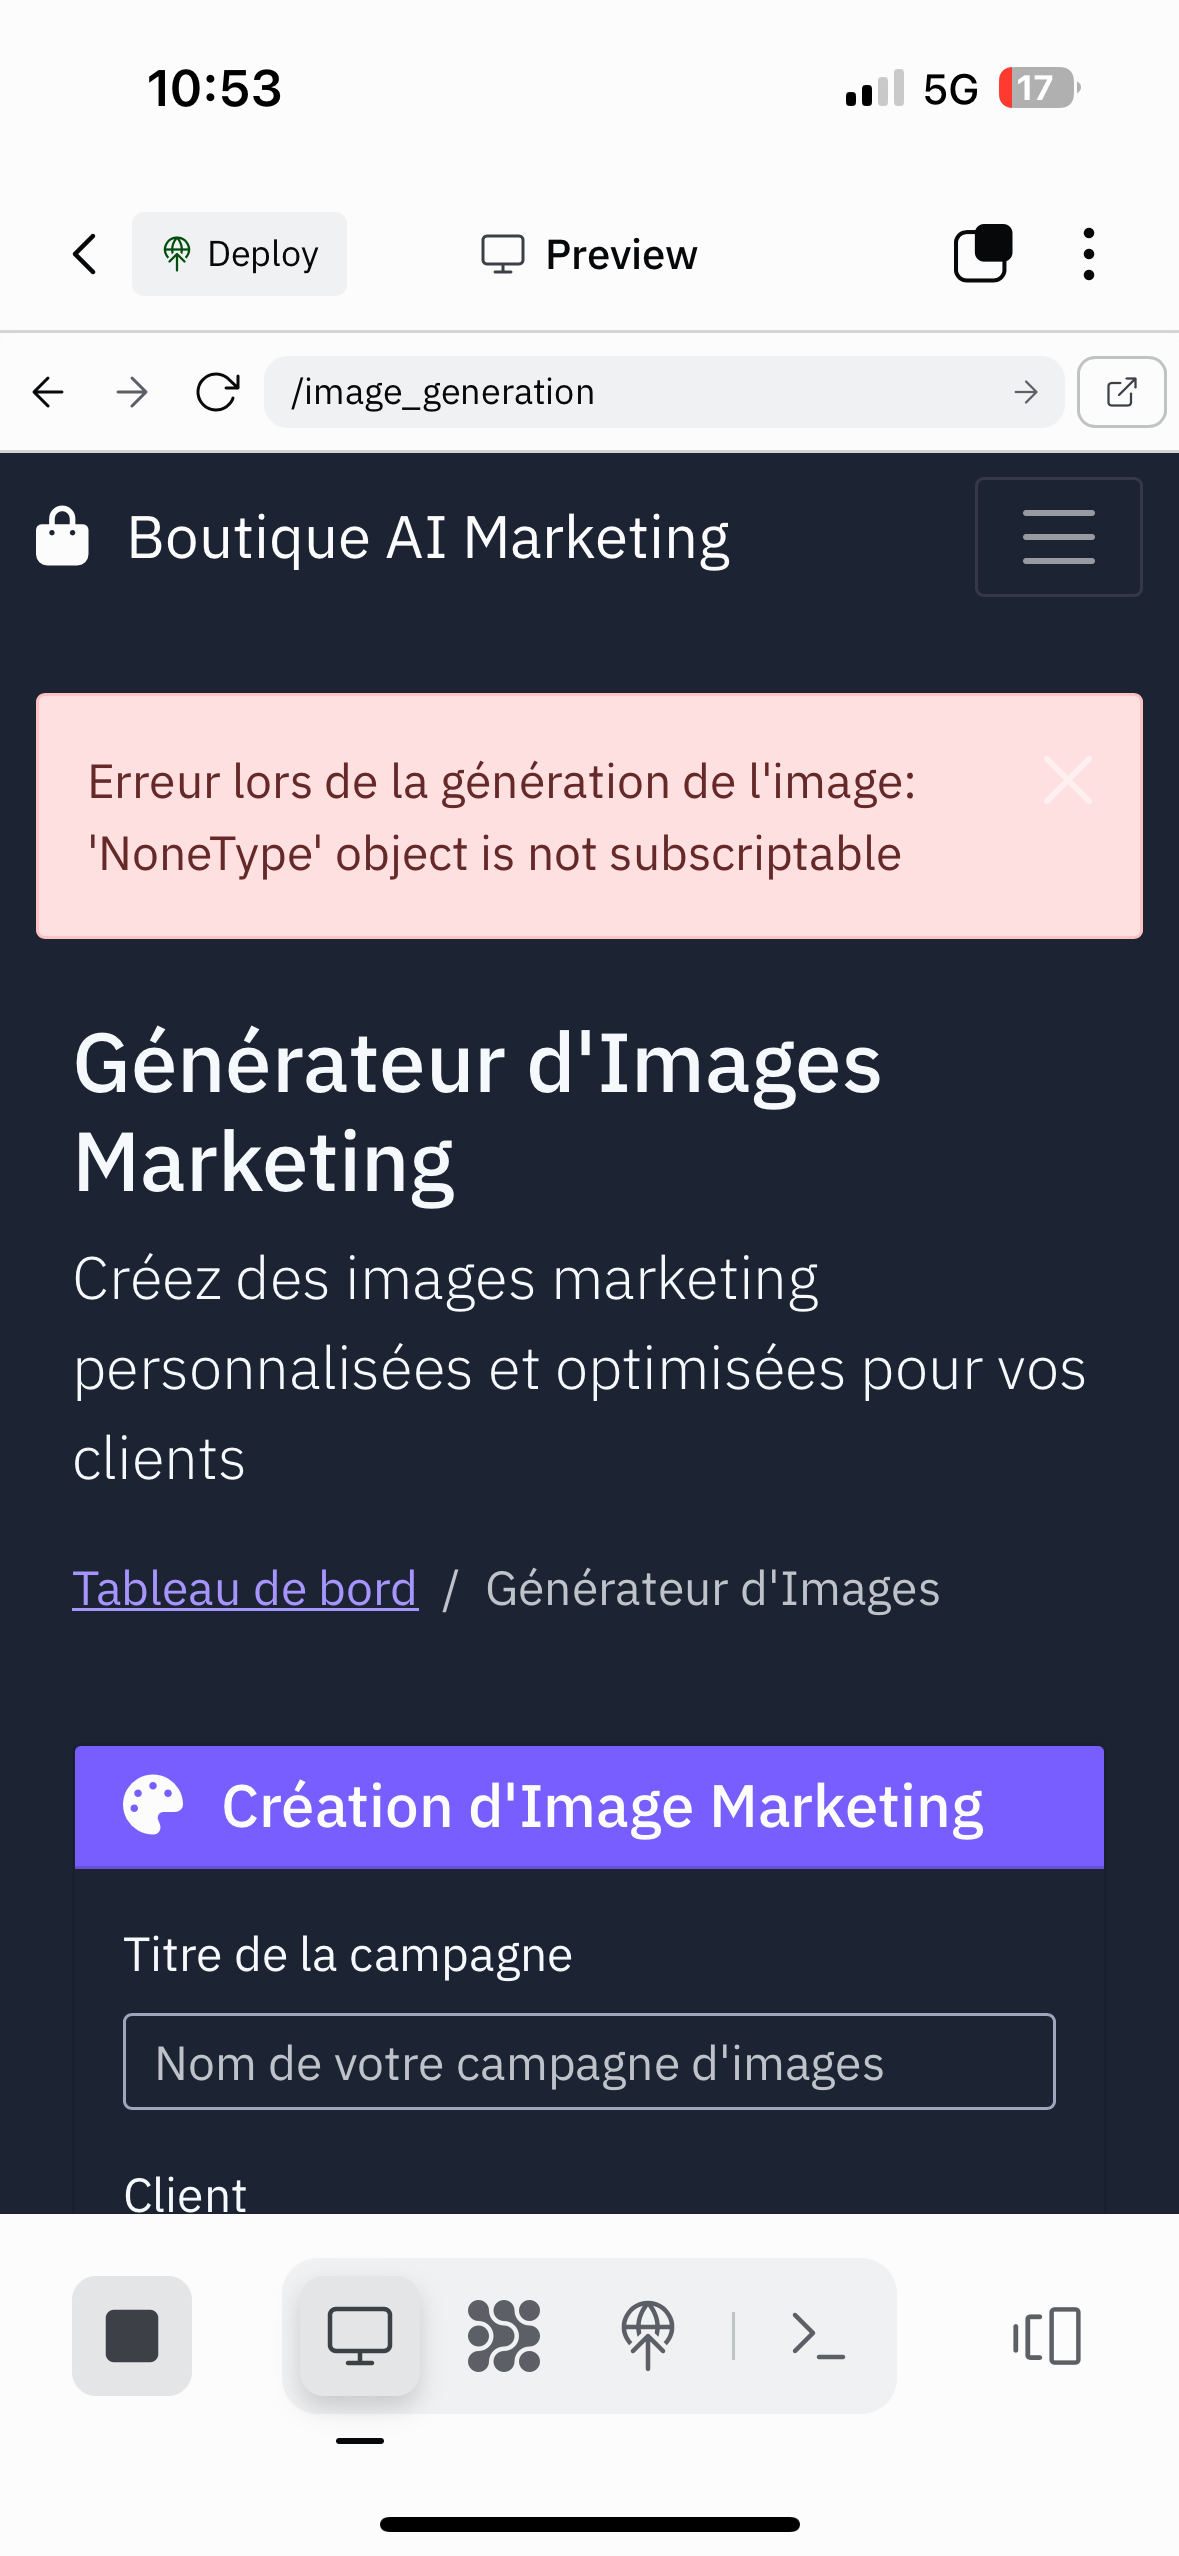 10:53
5G
17
Deploy
Preview
/image_generation
Boutique AI Marketing
Erreur lors de la génération de l'image:
'NoneType' object is not subscriptable
Générateur d'Images
Marketing
Créez des images marketing
personnalisées et optimisées pour vos
clients
Tableau de bord / Générateur d'Images
Création d'Image Marketing
Titre de la campagne
Nom de votre campagne d'images
Client